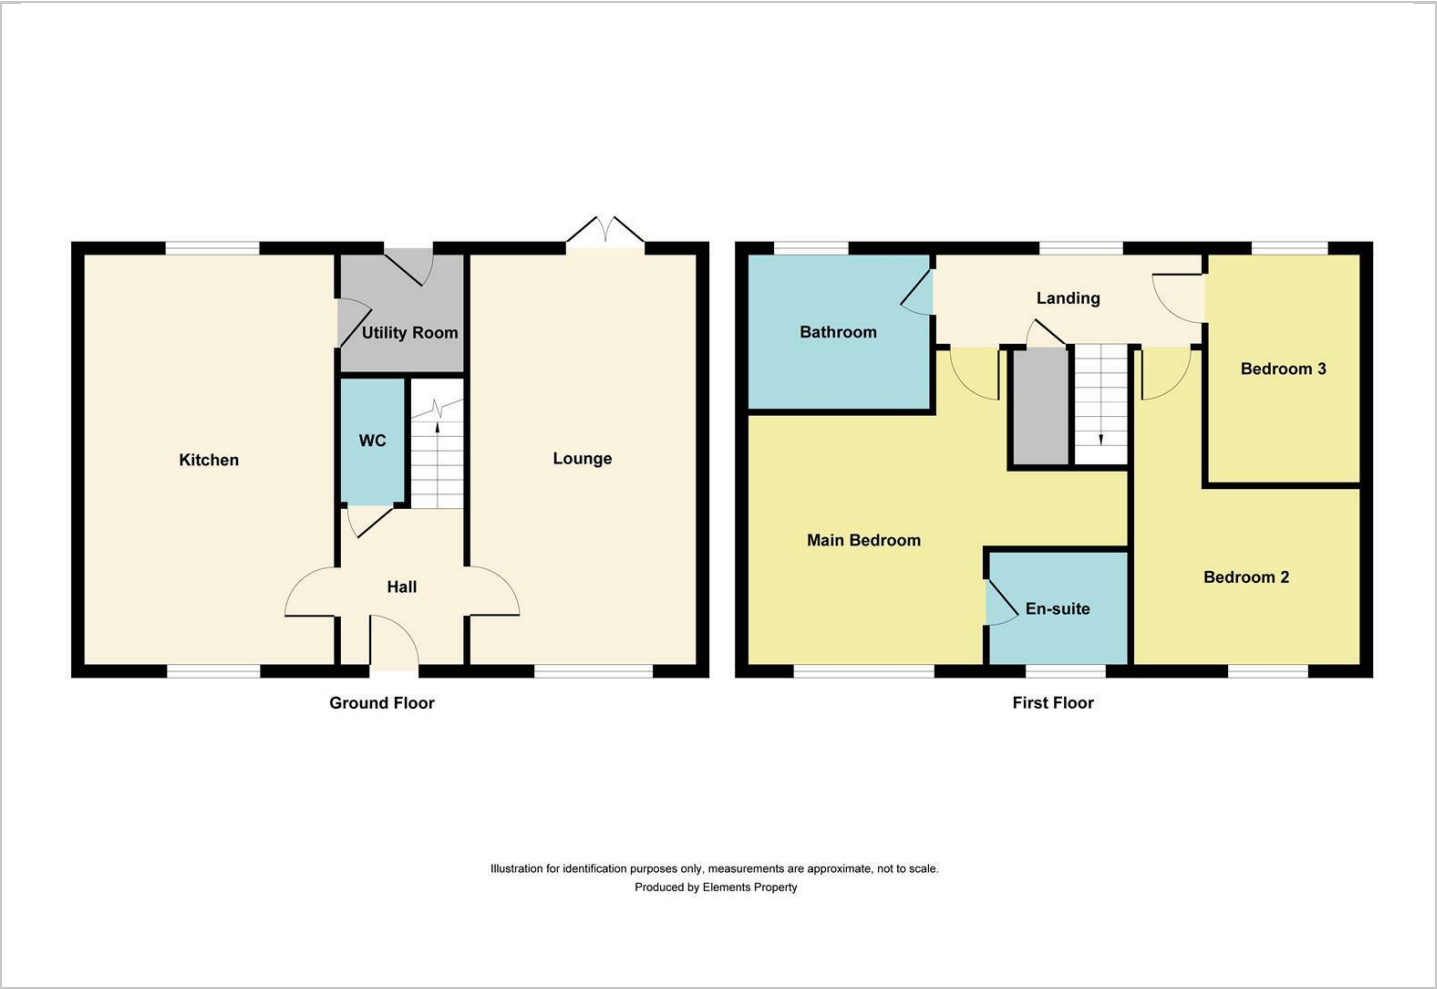 Utility Room
WC
Kitchen
Lounge
Hall
Ground Floor
Landing
Bathroom
Bedroom 3
Main Bedroom
Bedroom 2
En-suite
First Floor
Illustration for identification purposes only, measurements are approximate, not to scale.
Produced by Elements Property